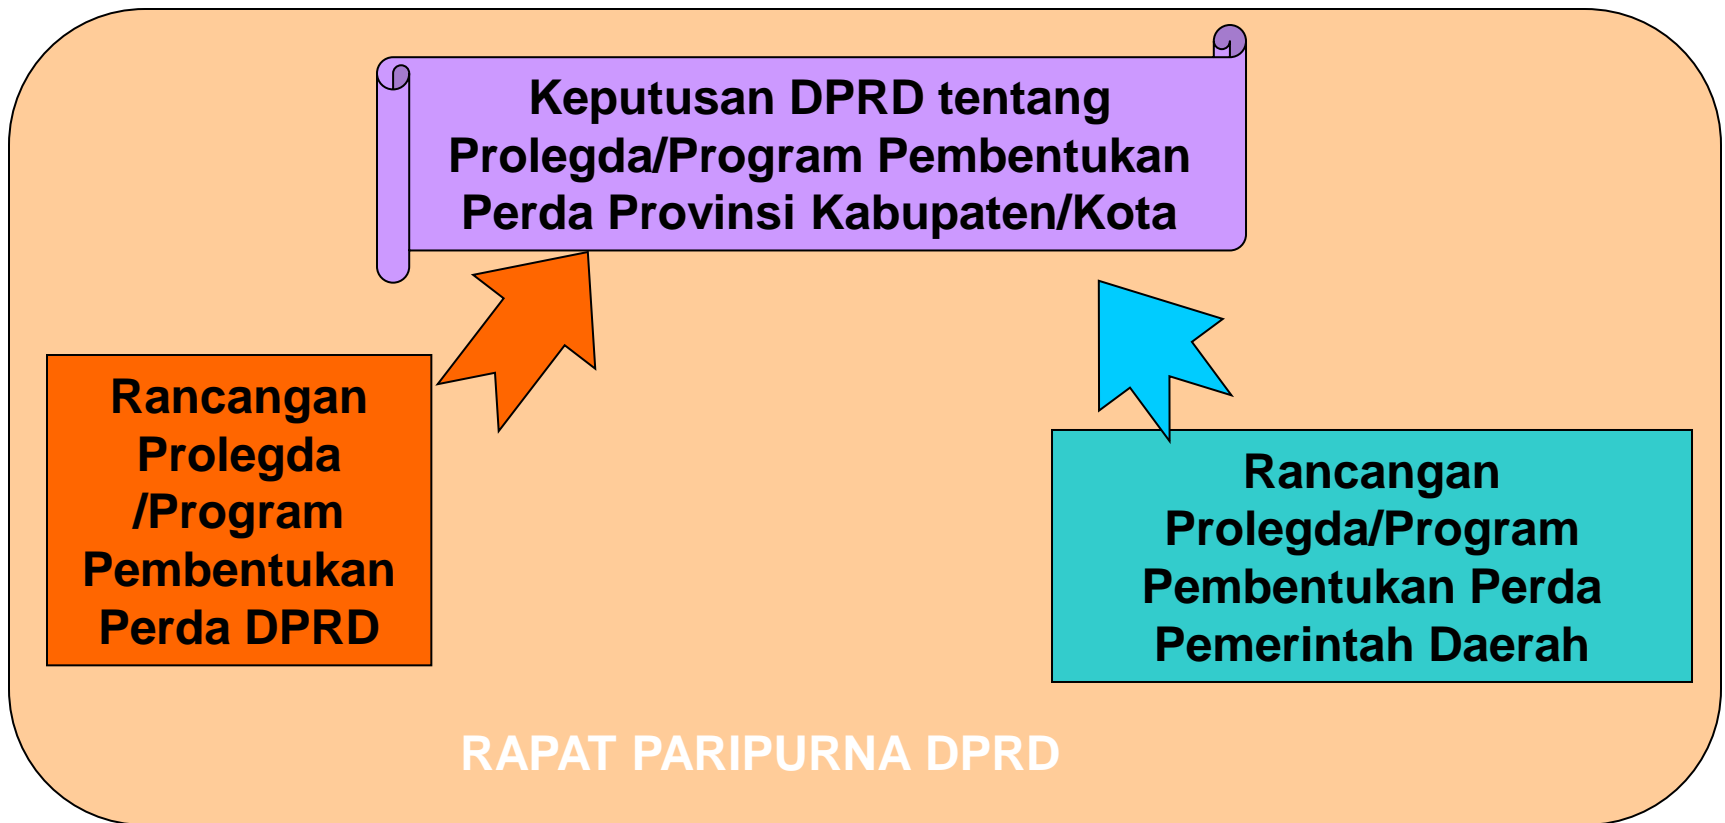 Keputusan DPRD tentang
Prolegda/Program Pembentukan
Perda Provinsi Kabupaten/Kota
Rancangan
Prolegda
/Program
Pembentukan
Perda DPRD
Rancangan
Prolegda/Program
Pembentukan Perda
Pemerintah Daerah
RAPAT PARIPURNA DPRD